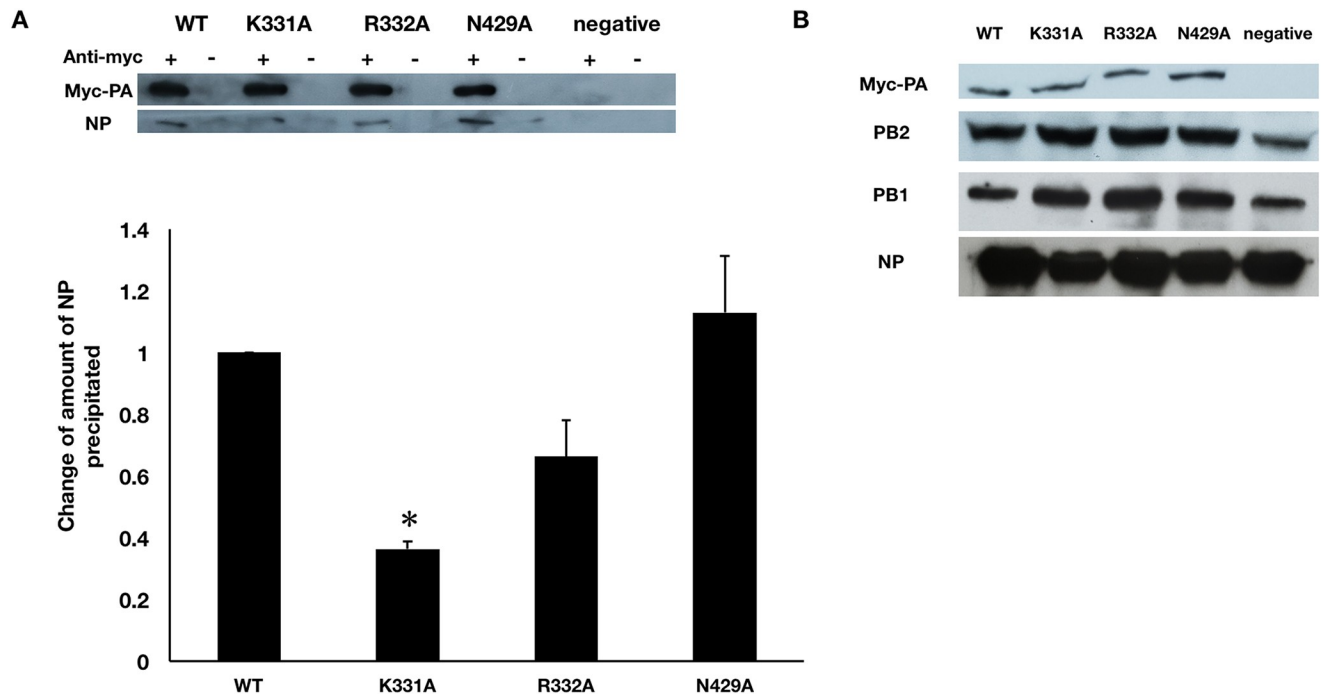 A
WT K331A R332A N429A negative
Anti-myc + - + - + - + - + -
Myc-PA
NP
Change of amount of NP
precipitated
1.4
1.2
1
0.8
0.6
0.4
0.2
0
*
WT K331A R332A N429A
B
WT K331A R332A N429A negative
Myc-PA
PB2
PB1
NP